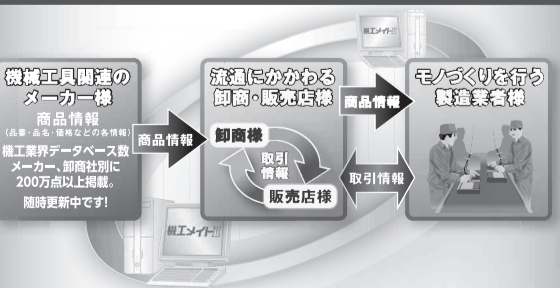 機工メイトⅢ
機械工具関連の
メーカー様
商品情報
(品番・品名・価格などの各情報)
機工業界データベース数
メーカー、卸商社別に
200万点以上掲載。
随時更新中です!
商品情報
流通にかかわる
卸商・販売店様
卸商様
取引
情報
販売店様
商品情報
取引情報
モノづくりを行う
製造業者様
機工メイトⅢ